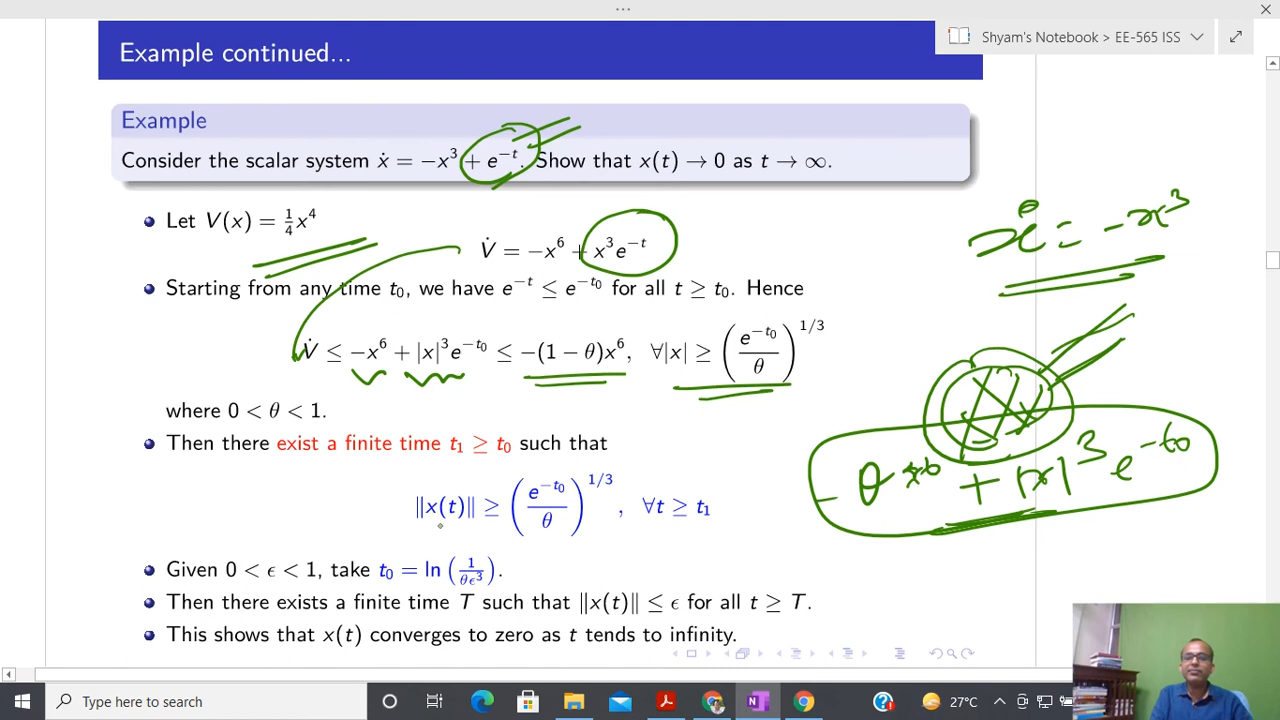 Example continued...
Shyam's Notebook > EE-565 ISS
Example
Consider the scalar system ẋ = −x³ + e⁻ᵗ. Show that x(t) → 0 as t → ∞.
Let V(x) = ¼x⁴
V̇ = −x⁶ + x³e⁻ᵗ
ẋ = −x³
Starting from any time t₀, we have e⁻ᵗ ≤ e^{−t₀} for all t ≥ t₀. Hence
V̇ ≤ −x⁶ + |x|³e^{−t₀} ≤ −(1 − θ)x⁶, ∀|x| ≥ (e^{−t₀}/θ)^{1/3}
where 0 < θ < 1.
Then there exist a finite time t₁ ≥ t₀ such that
−θx⁶ + |x|³e^{−t₀}
‖x(t)‖ ≥ (e^{−t₀}/θ)^{1/3}, ∀t ≥ t₁
Given 0 < ϵ < 1, take t₀ = ln(1/θϵ³).
Then there exists a finite time T such that ‖x(t)‖ ≤ ϵ for all t ≥ T.
This shows that x(t) converges to zero as t tends to infinity.
Type here to search
27°C